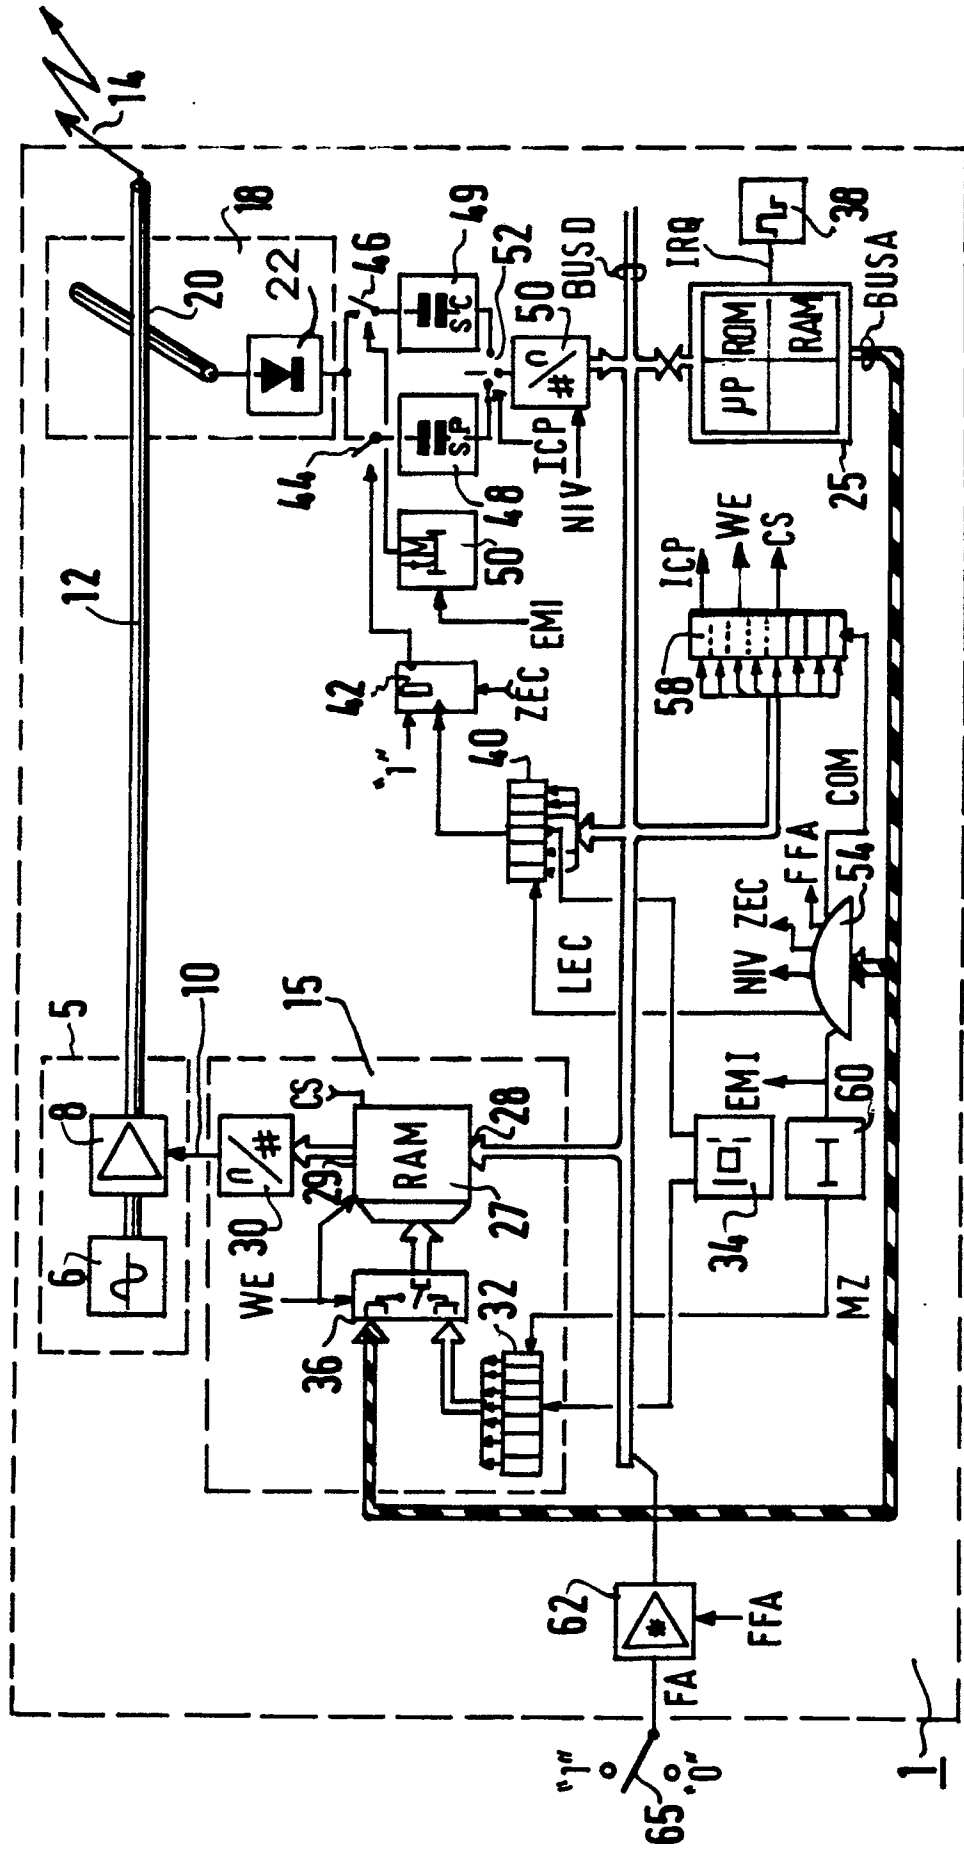 14
18
12
20
22
5
8
6
10
15
46
44
49
S C
48
S P
50'
tM
52
50
∩ / #
ICP
NIV
BUSD
EMI
42
D
"1"
ZEC
40
LEC
CS
RAM
29
28
27
30
∩ / #
WE
36
32
IRQ
38
µP
ROM
RAM
25
BUSA
ICP
WE
CS
58
COM
FFA
ZEC
NIV
54
EMI
60
34
MZ
62
*
FFA
FA
"1"
"0"
65
1